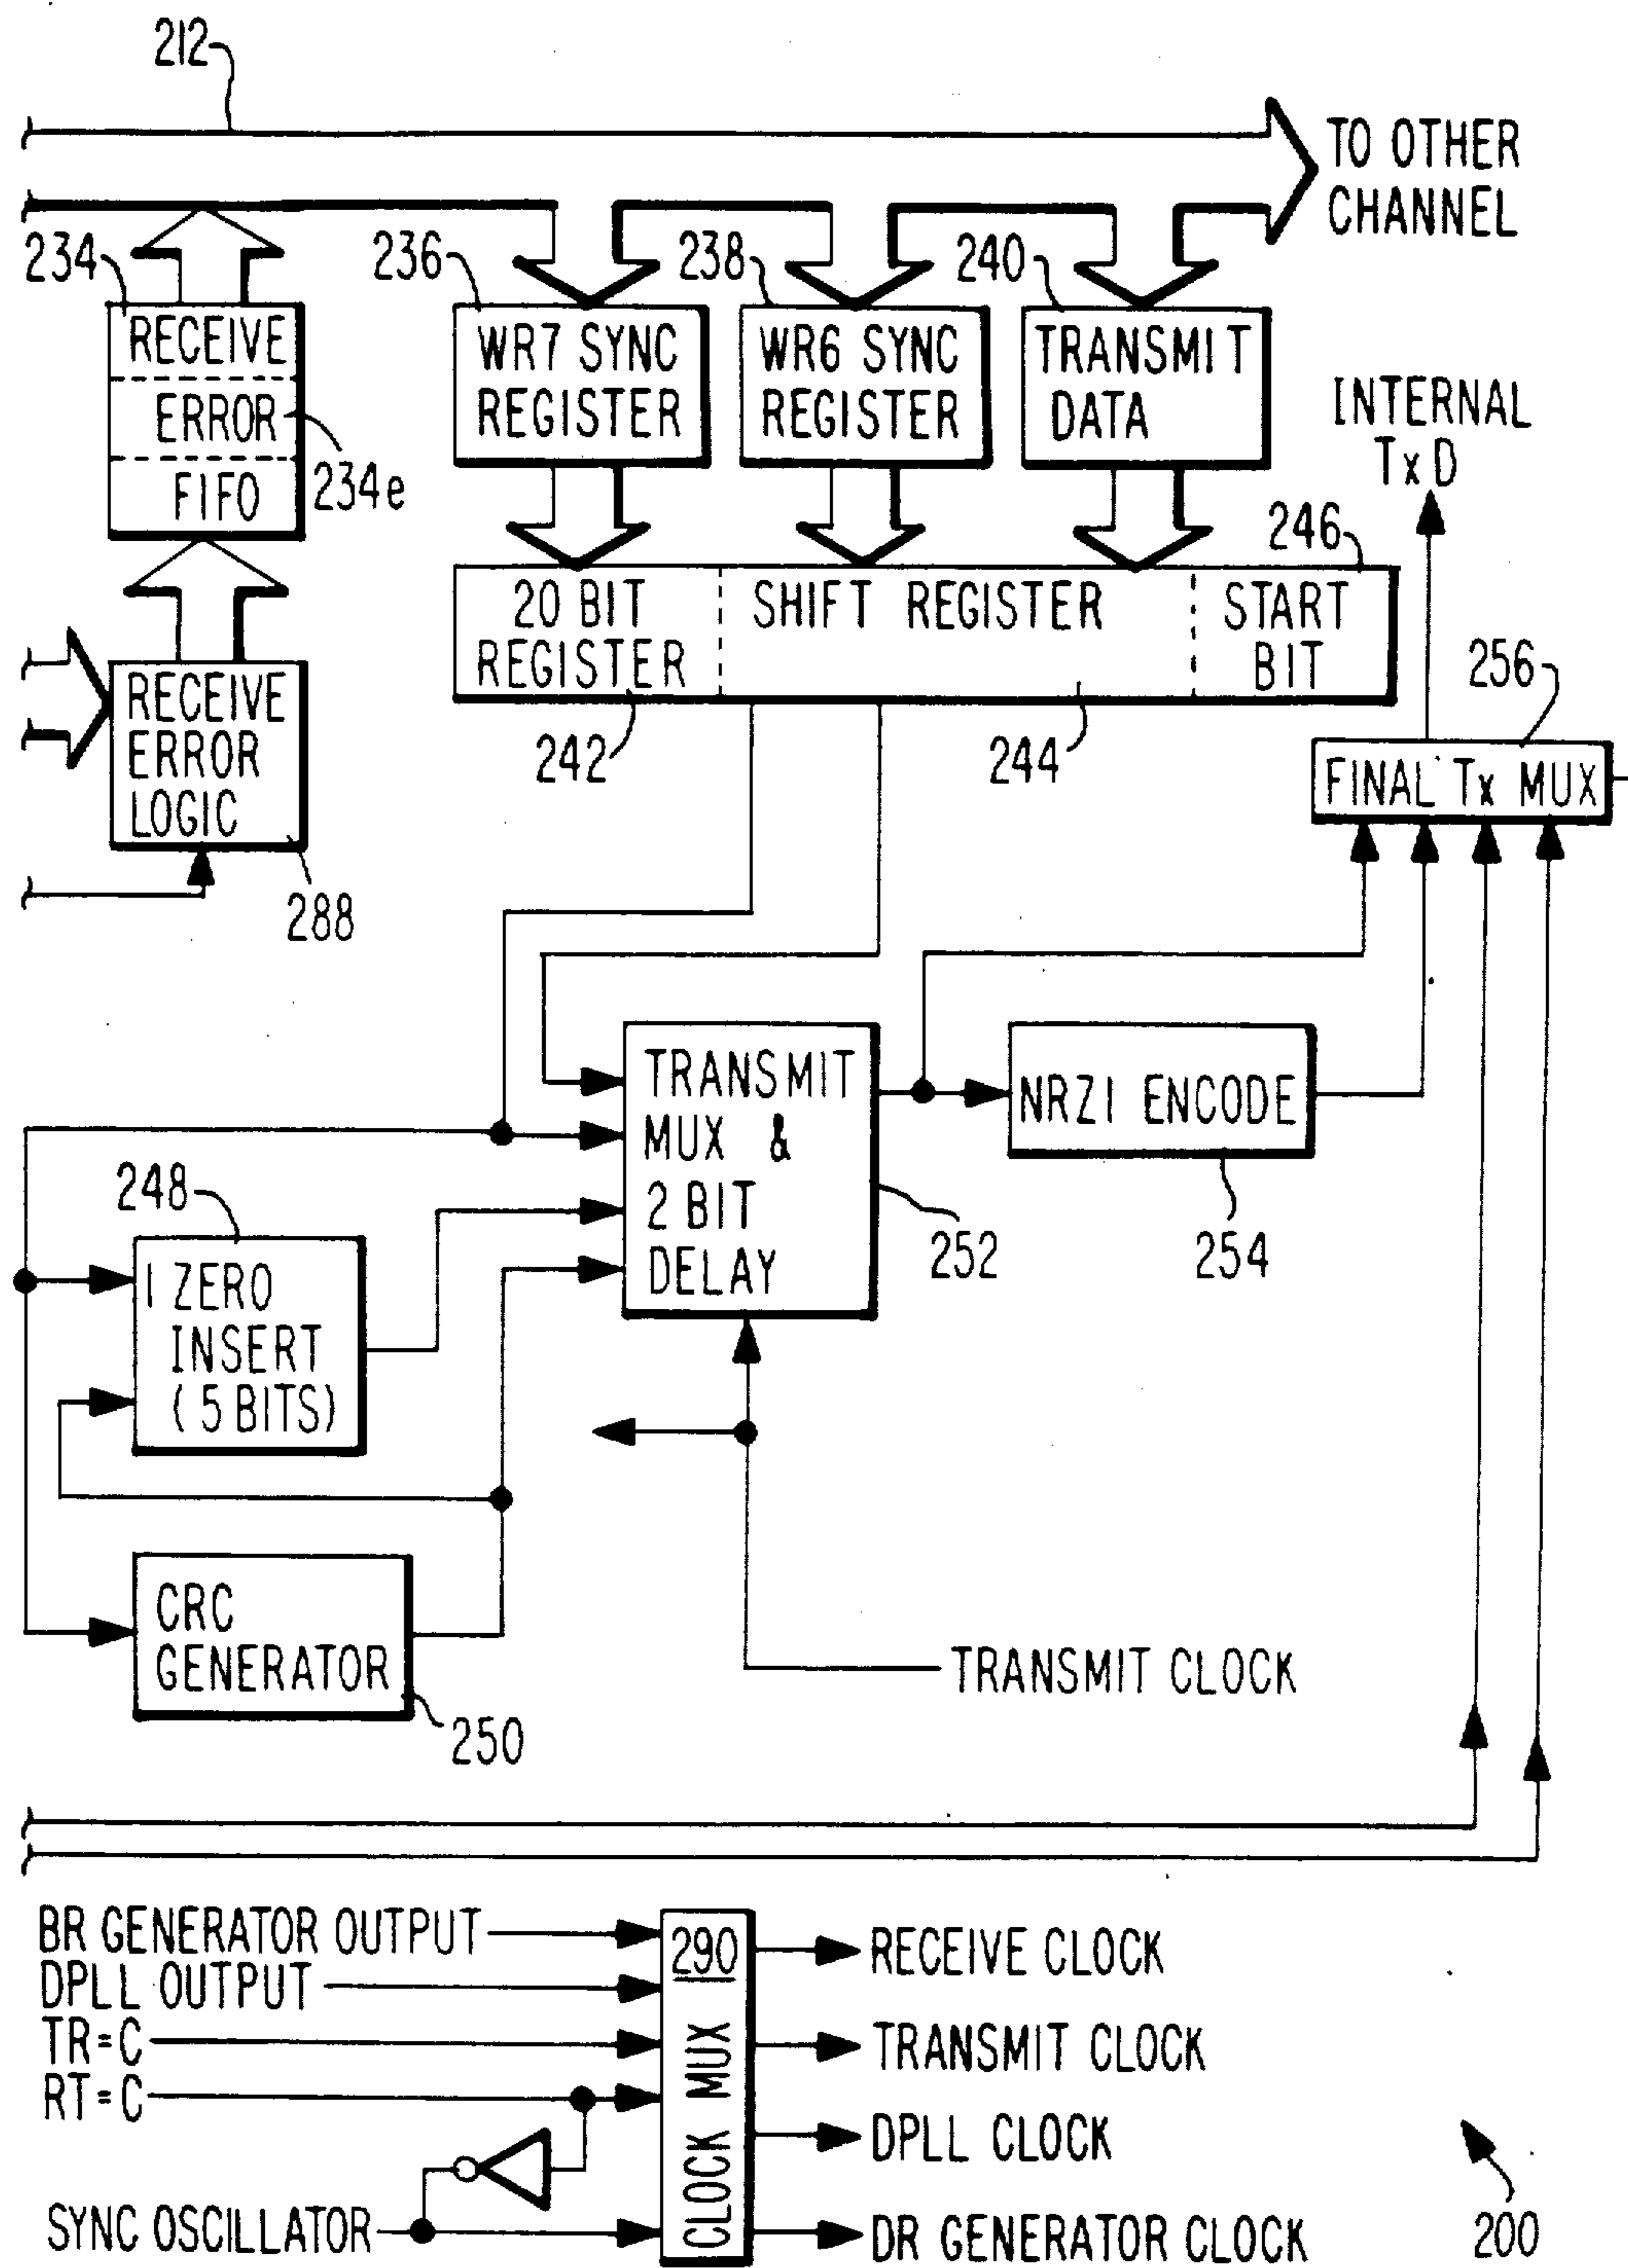 212
TO OTHER
CHANNEL
234
236
238
240
RECEIVE
ERROR
FIFO
234e
WR7 SYNC
REGISTER
WR6 SYNC
REGISTER
TRANSMIT
DATA
INTERNAL
TxD
246
20 BIT
REGISTER
SHIFT REGISTER
START
BIT
242
244
256
RECEIVE
ERROR
LOGIC
288
FINAL Tx MUX
TRANSMIT
MUX &
2 BIT
DELAY
252
NRZI ENCODE
254
248
1 ZERO
INSERT
(5 BITS)
CRC
GENERATOR
250
TRANSMIT CLOCK
BR GENERATOR OUTPUT
DPLL OUTPUT
TR=C
RT=C
SYNC OSCILLATOR
290
CLOCK MUX
RECEIVE CLOCK
TRANSMIT CLOCK
DPLL CLOCK
DR GENERATOR CLOCK
200